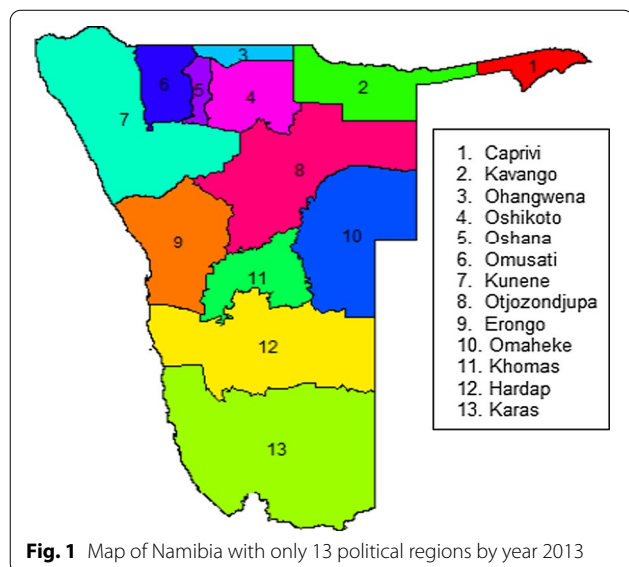 3
1
2
6
5
4
7
8
1. Caprivi
2. Kavango
3. Ohangwena
4. Oshikoto
5. Oshana
6. Omusati
7. Kunene
8. Otjozondjupa
9. Erongo
10. Omaheke
11. Khomas
12. Hardap
13. Karas
9
10
11
12
13
Fig. 1 Map of Namibia with only 13 political regions by year 2013